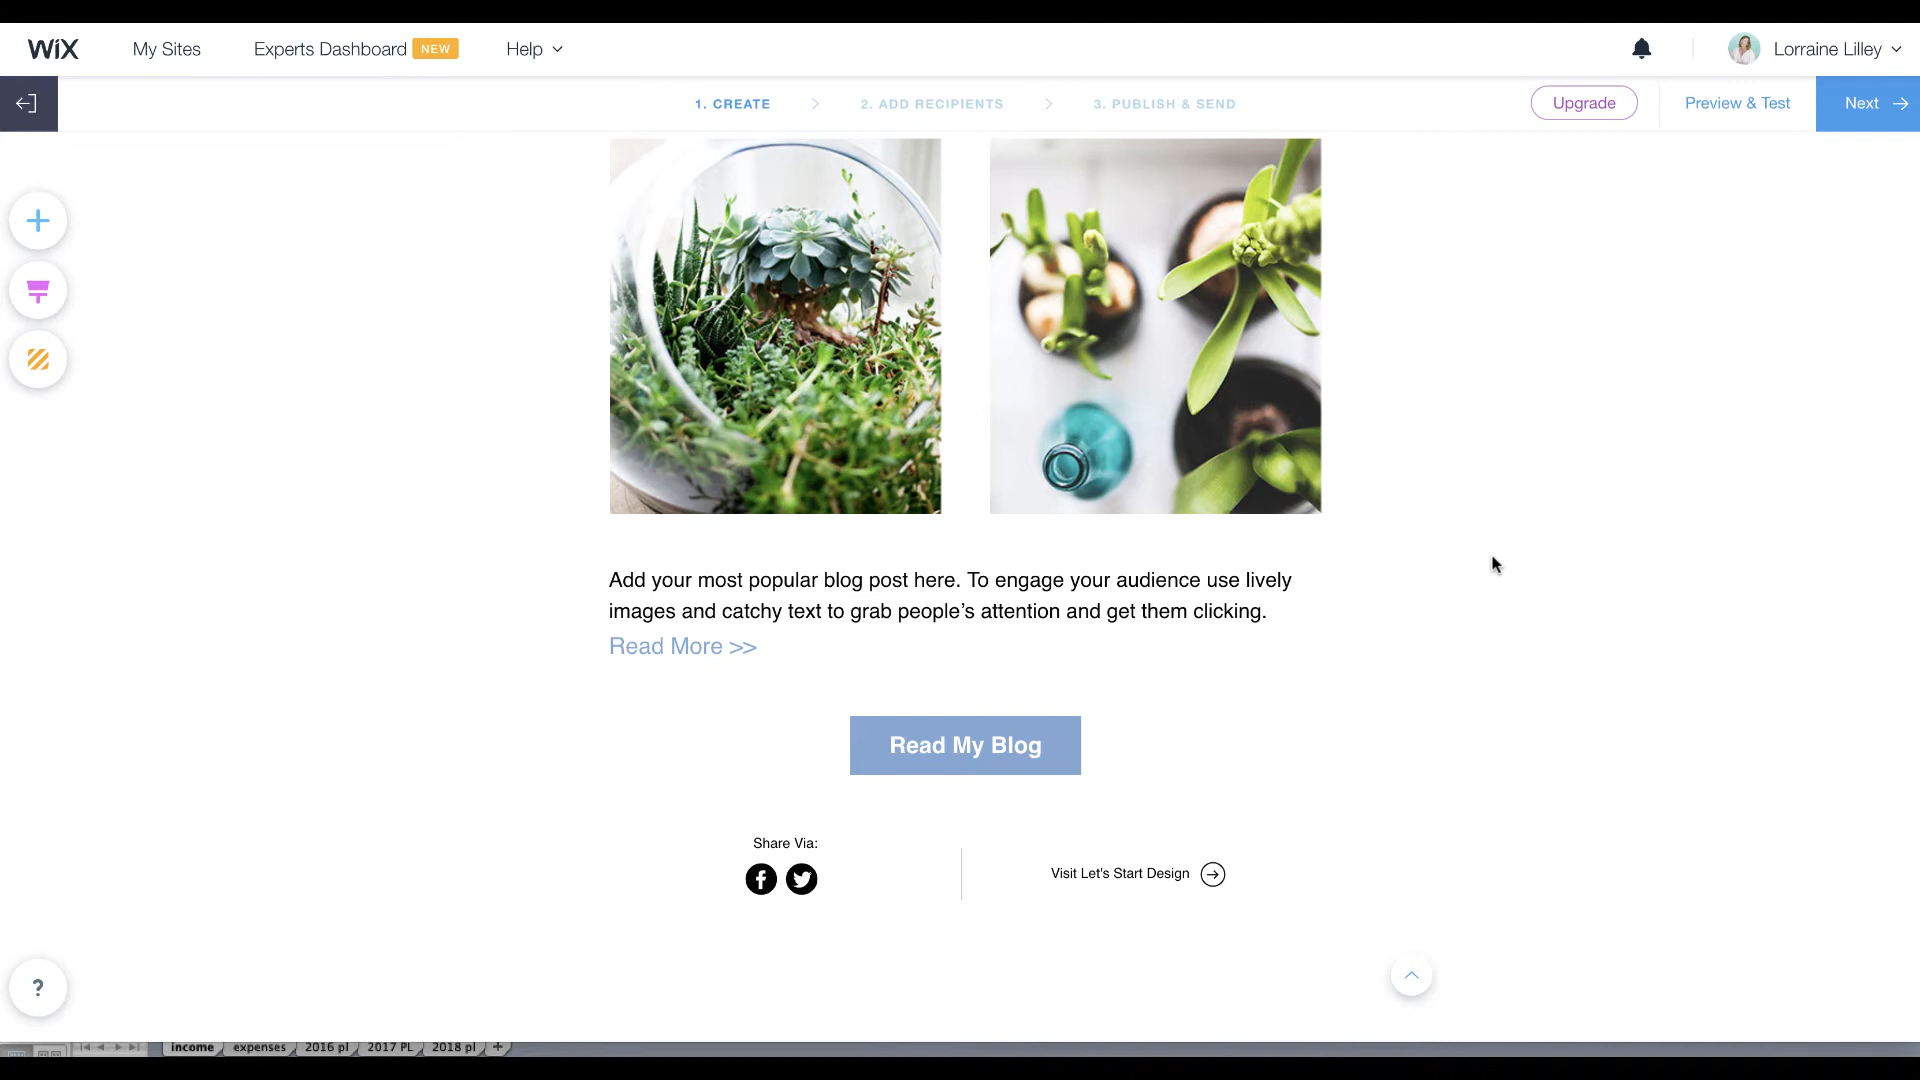 WiX My Sites Experts Dashboard NEW Help Lorraine Lilley
1. CREATE 2. ADD RECIPIENTS 3. PUBLISH & SEND Upgrade Preview & Test Next
Add your most popular blog post here. To engage your audience use lively
images and catchy text to grab people’s attention and get them clicking.
Read More >>
Read My Blog
Share Via:
Visit Let's Start Design
?
income expenses 2016 pl 2017 PL 2018 pl +